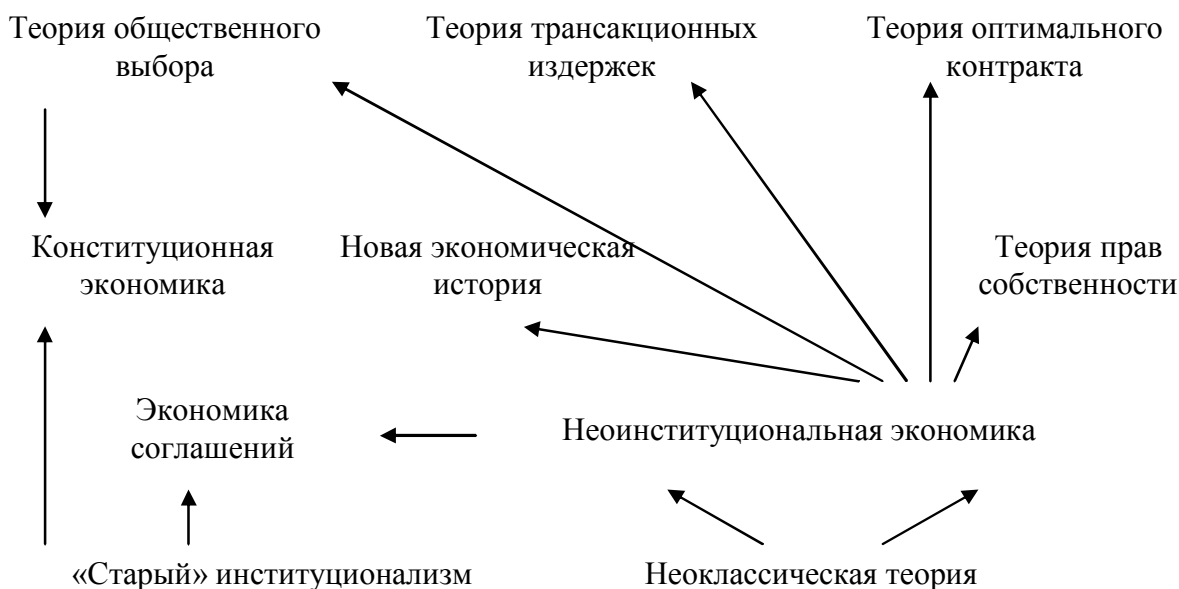 Теория общественного
выбора
Теория трансакционных
издержек
Теория оптимального
контракта
Конституционная
экономика
Новая экономическая
история
Теория прав
собственности
Экономика
соглашений
Неоинституциональная экономика
«Старый» институционализм
Неоклассическая теория